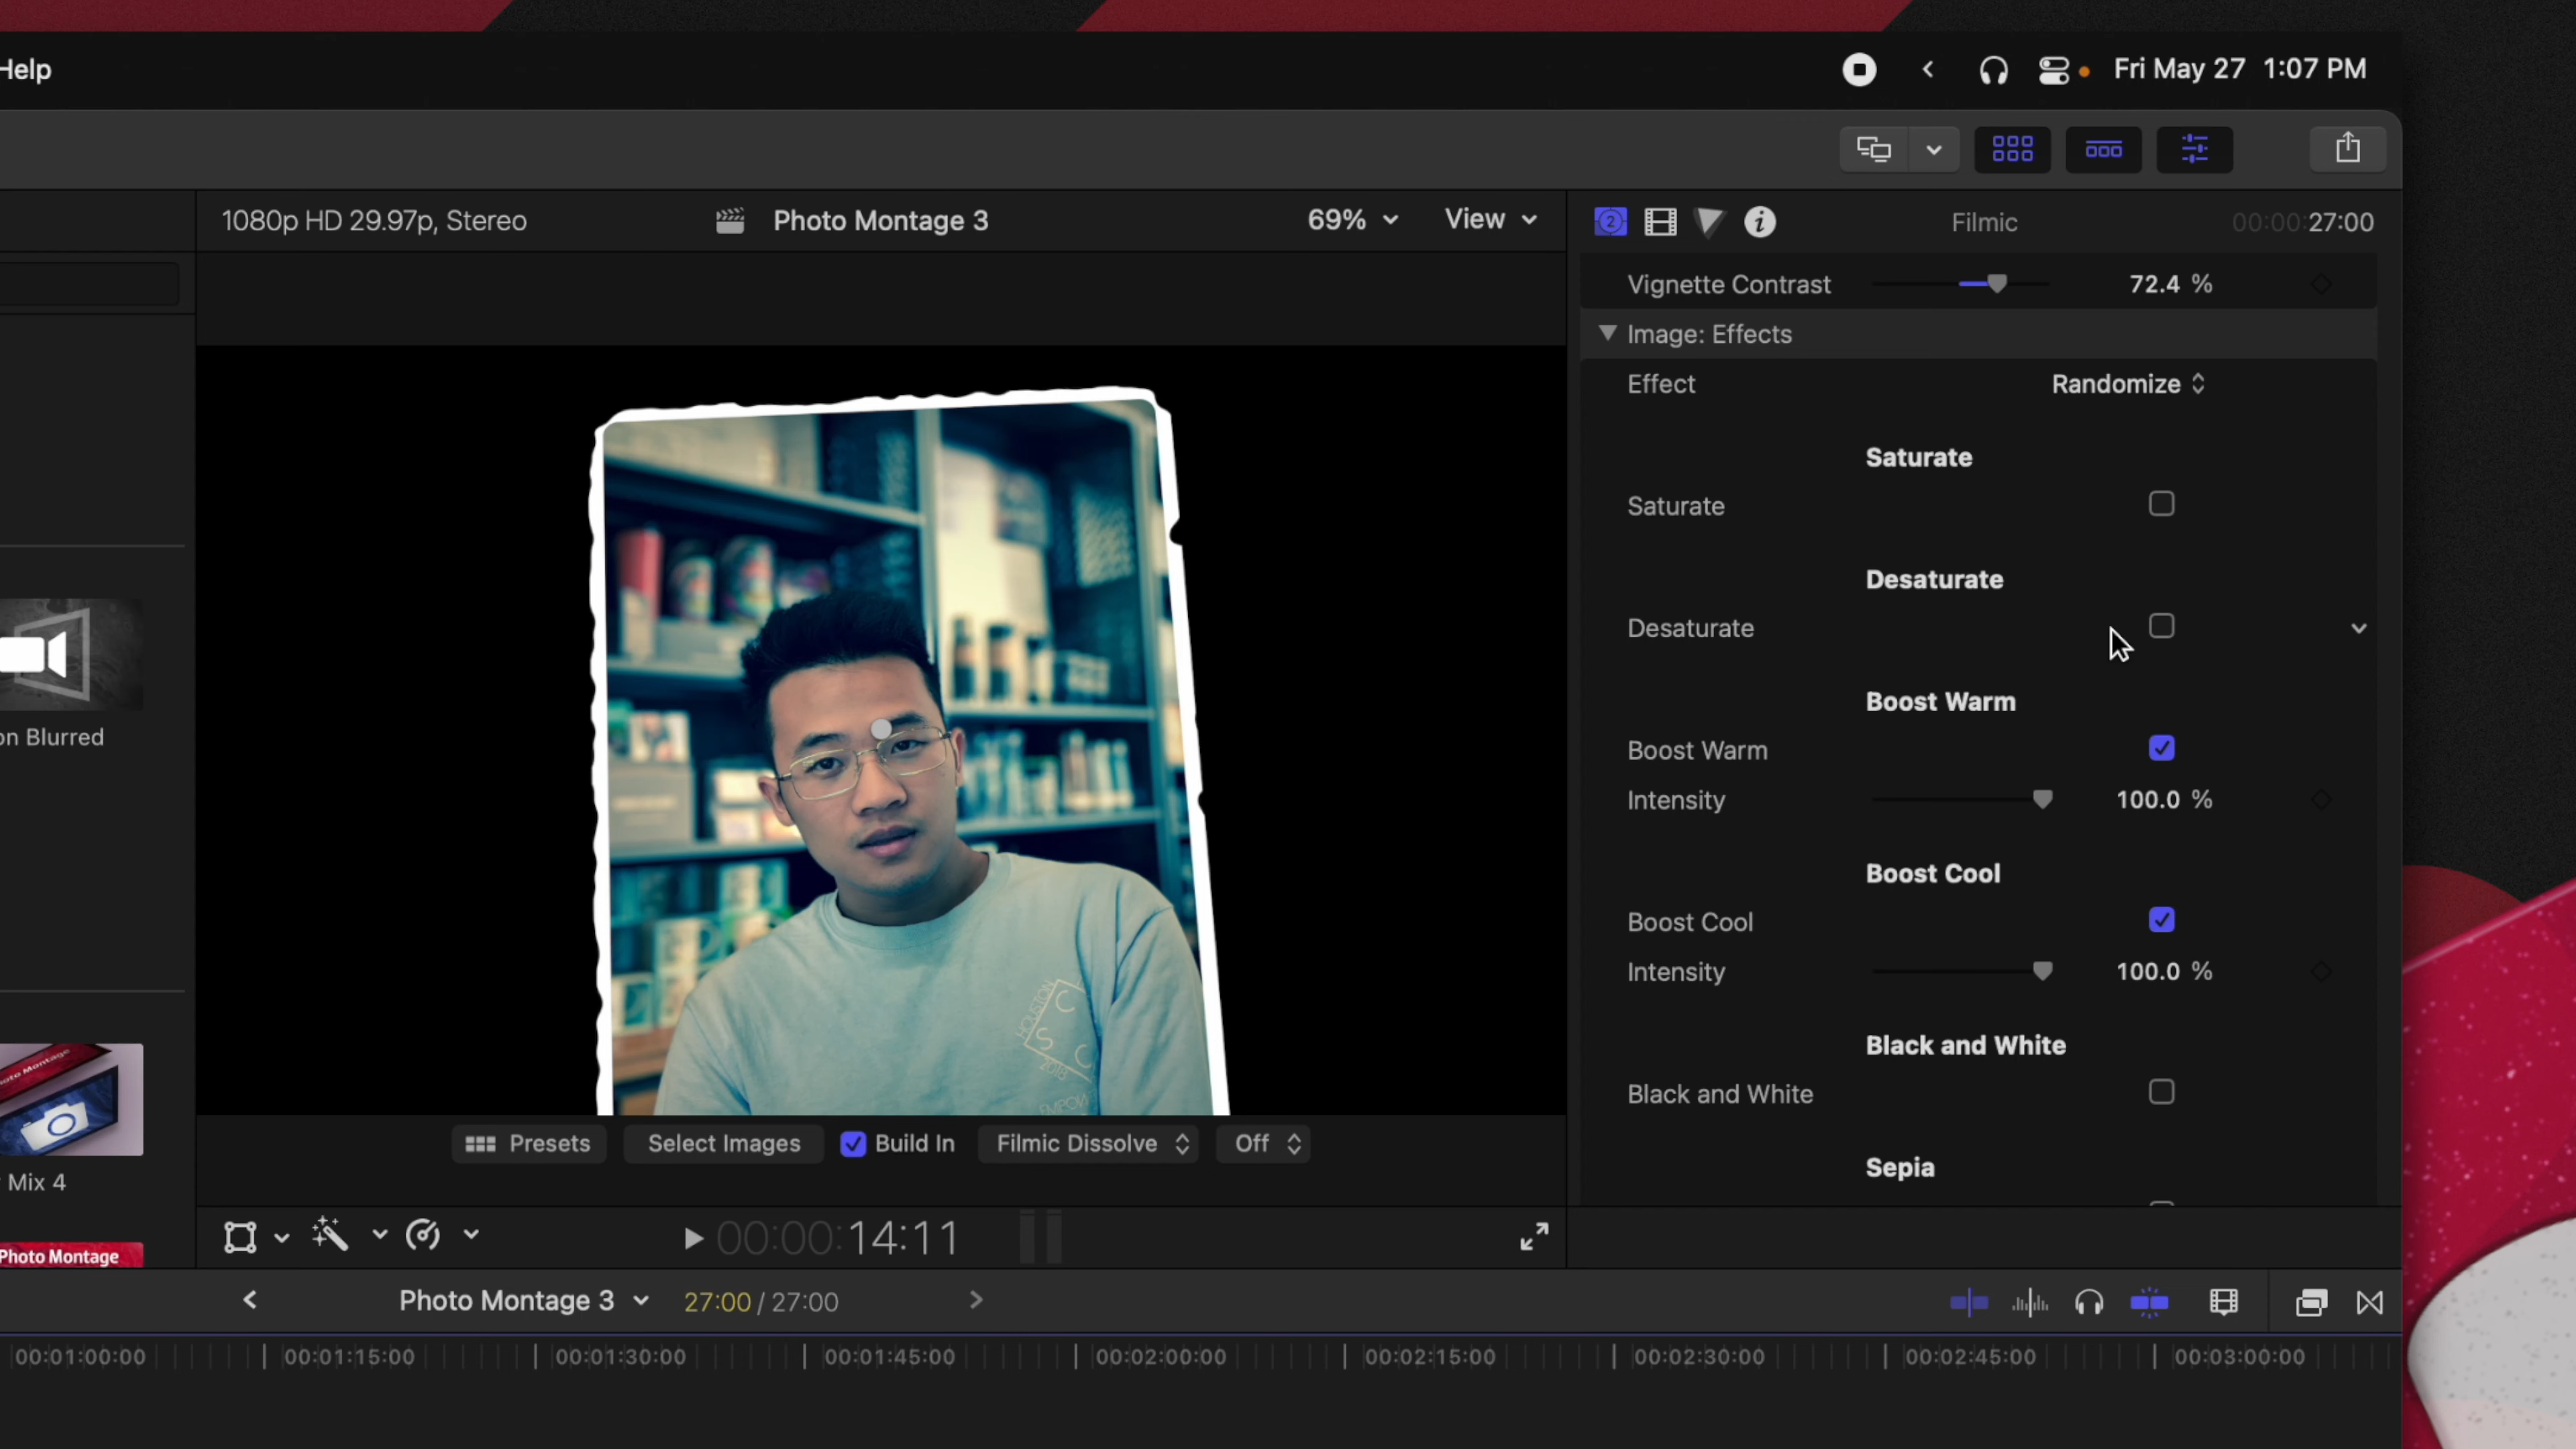 Help
Fri May 27 1:07 PM
1080p HD 29.97p, Stereo
Photo Montage 3
69%
View
2
Filmic
00:00:27:00
Vignette Contrast
72.4 %
Image: Effects
Effect
Randomize
Saturate
Saturate
Desaturate
Desaturate
Boost Warm
Boost Warm
Intensity
100.0 %
Boost Cool
Boost Cool
Intensity
100.0 %
Black and White
Black and White
Sepia
on Blurred
Photo Montage
Mix 4
Photo Montage
HOUSTON
C
S
C
2018
EMPOW
Presets
Select Images
Build In
Filmic Dissolve
Off
00:00:14:11
Photo Montage 3
27:00 / 27:00
00:01:00:00
00:01:15:00
00:01:30:00
00:01:45:00
00:02:00:00
00:02:15:00
00:02:30:00
00:02:45:00
00:03:00:00